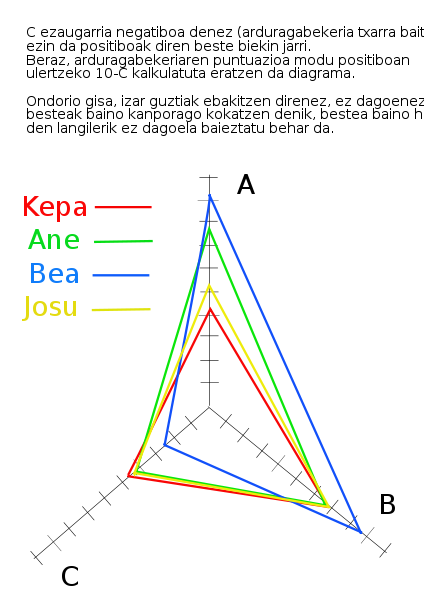 C ezaugarria negatiboa denez (arduragabekeria txarra bait
ezin da positiboak diren beste biekin jarri.
Beraz, arduragabekeriaren puntuazioa modu positiboan
ulertzeko 10-C kalkulatuta eratzen da diagrama.
Ondorio gisa, izar guztiak ebakitzen direnez, ez dagoenez
besteak baino kanporago kokatzen denik, bestea baino h
den langilerik ez dagoela baieztatu behar da.
A
Kepa
Ane
Bea
Josu
B
C